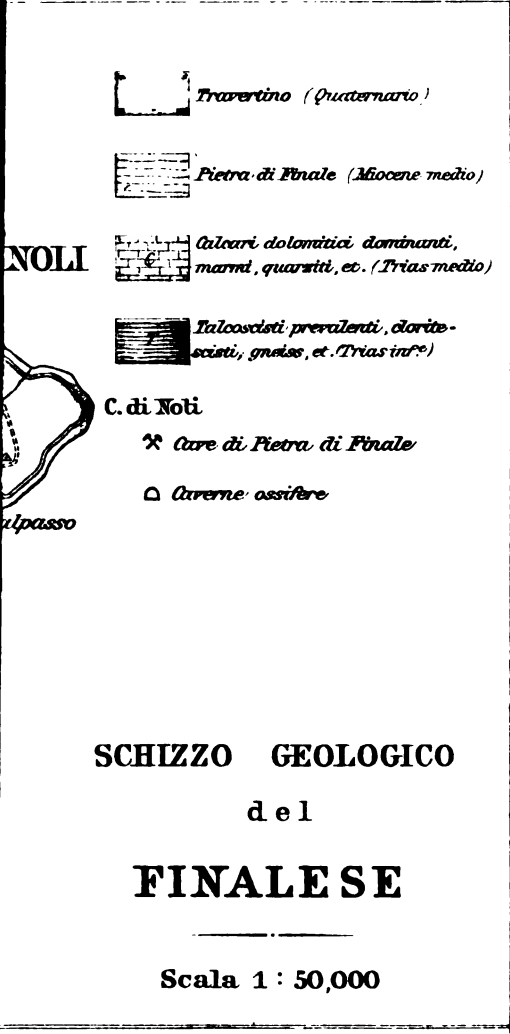 Travertino (Quaternario)
Pietra di Finale (Miocene medio)
Calcari dolomitici dominanti,
marmi, quarziti, et. (Trias medio)
NOLI
Talcoscisti prevalenti, clorite-
scisti, gneiss, et. (Trias inf.e)
C. di Noli
Cave di Pietra di Finale
Caverne ossifere
alpasso
SCHIZZO GEOLOGICO
del
FINALESE
Scala 1 : 50,000